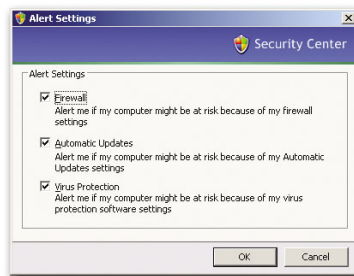 Alert Settings
Security Center
Alert Settings
Firewall
Alert me if my computer might be at risk because of my firewall
settings
Automatic Updates
Alert me if my computer might be at risk because of my Automatic
Updates settings
Virus Protection
Alert me if my computer might be at risk because of my virus
protection software settings
OK
Cancel